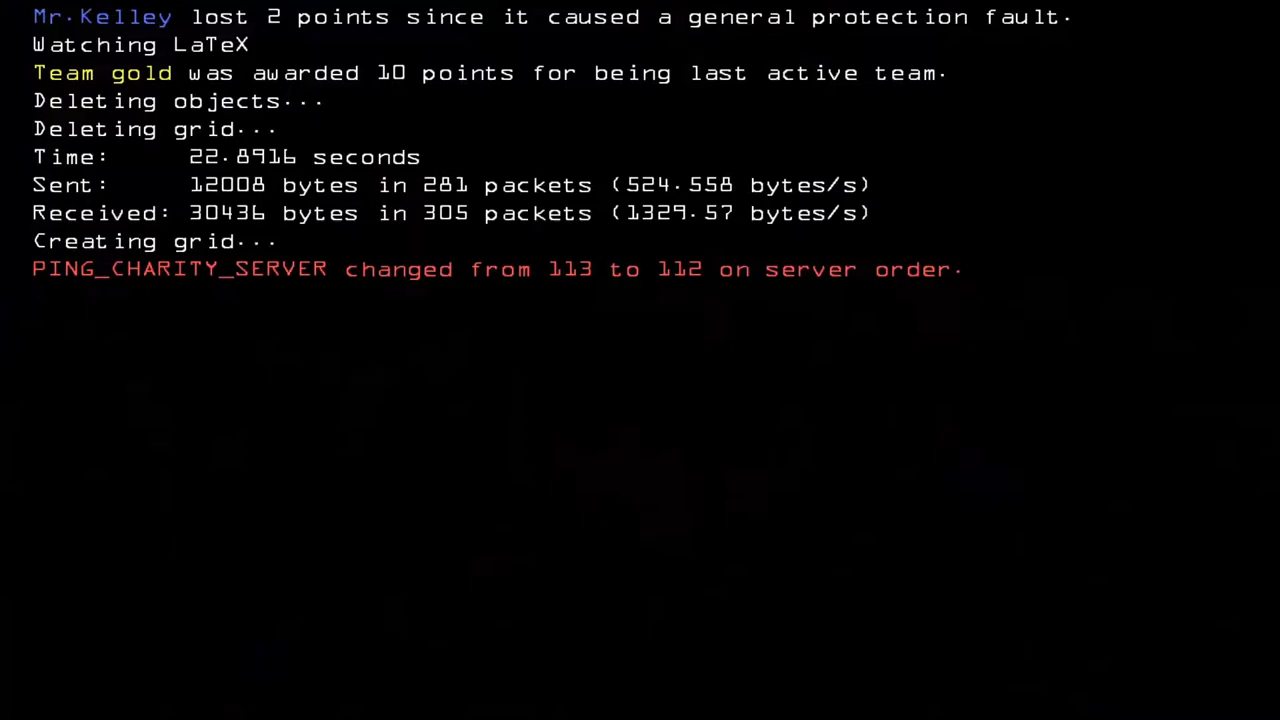 Mr.Kelley lost 2 points since it caused a general protection fault.
Watching LaTeX
Team gold was awarded 10 points for being last active team.
Deleting objects...
Deleting grid...
Time: 22.8916 seconds
Sent: 12008 bytes in 281 packets (524.558 bytes/s)
Received: 30436 bytes in 305 packets (1329.57 bytes/s)
Creating grid...
PING_CHARITY_SERVER changed from 113 to 112 on server order.